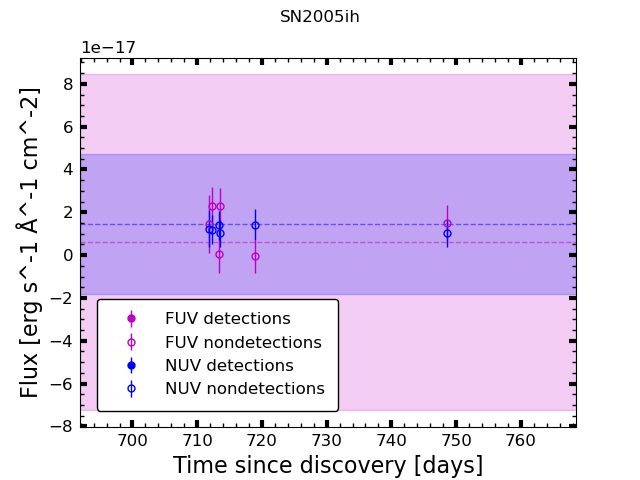 SN2005ih
1e−17
Flux [erg s^-1 Å^-1 cm^-2]
8
6
4
2
0
−2
−4
−6
−8
FUV detections
FUV nondetections
NUV detections
NUV nondetections
700 710 720 730 740 750 760
Time since discovery [days]